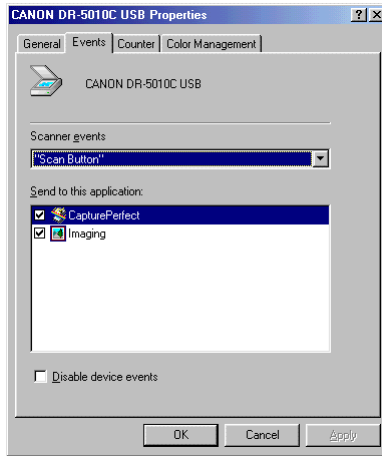 CANON DR-5010C USB Properties
General Events Counter Color Management
CANON DR-5010C USB
Scanner events
"Scan Button"
Send to this application:
CapturePerfect
Imaging
Disable device events
OK Cancel Apply